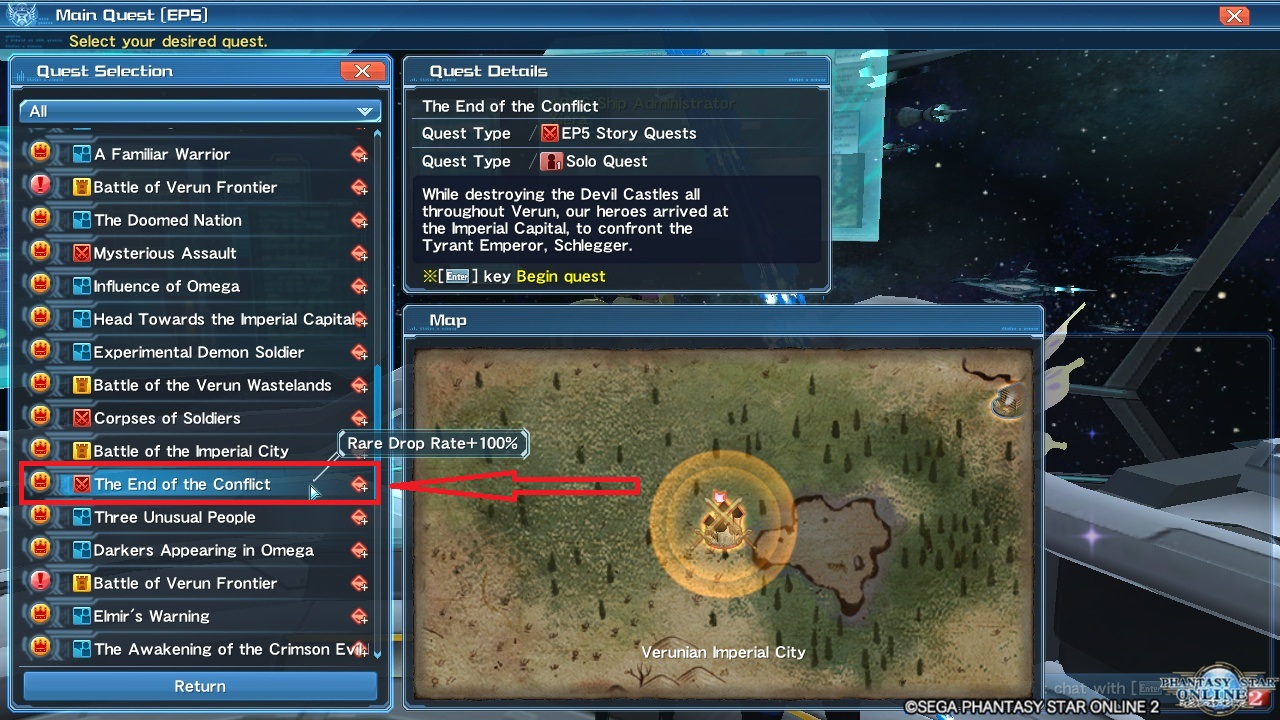 Main Quest [EP5]
Select your desired quest.
Quest Selection
All
A Familiar Warrior
Battle of Verun Frontier
The Doomed Nation
Mysterious Assault
Influence of Omega
Head Towards the Imperial Capital
Experimental Demon Soldier
Battle of the Verun Wastelands
Corpses of Soldiers
Battle of the Imperial City
The End of the Conflict
Three Unusual People
Darkers Appearing in Omega
Battle of Verun Frontier
Elmir's Warning
The Awakening of the Crimson Evil
Return
Rare Drop Rate+100%
Quest Details
Ship Administrator
The End of the Conflict
Quest Type / EP5 Story Quests
Quest Type / 1 Solo Quest
While destroying the Devil Castles all
throughout Verun, our heroes arrived at
the Imperial Capital, to confront the
Tyrant Emperor, Schlegger.
※[Enter] key Begin quest
Map
Verunian Imperial City
chat with [Enter
PHANTASY STAR
ONLINE 2
©SEGA PHANTASY STAR ONLINE 2